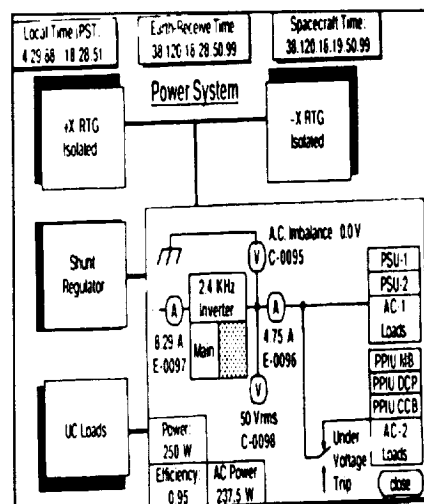 Local Time (PST:
4 29 88 18 28.51
Earth-Receive Time
38.120.18.28.50.99
Spacecraft Time:
38.120.18.19.50.99
Power System
+X RTG
Isolated
-X RTG
Isolated
Shunt
Regulator
A.C. Imbalance 0.0 V
C-0095
V
2.4 KHz
Inverter
Main
A
8.29 A
E-0097
A
4.75 A
E-0096
V
50 Vrms
C-0098
PSU-1
PSU-2
AC-1
Loads
PPIU MB
PPIU DCP
PPIU CCB
AC-2
Loads
UC Loads
Power:
250 W
Efficiency:
0.95
AC Power
237.5 W
Under
Voltage
Trip
close